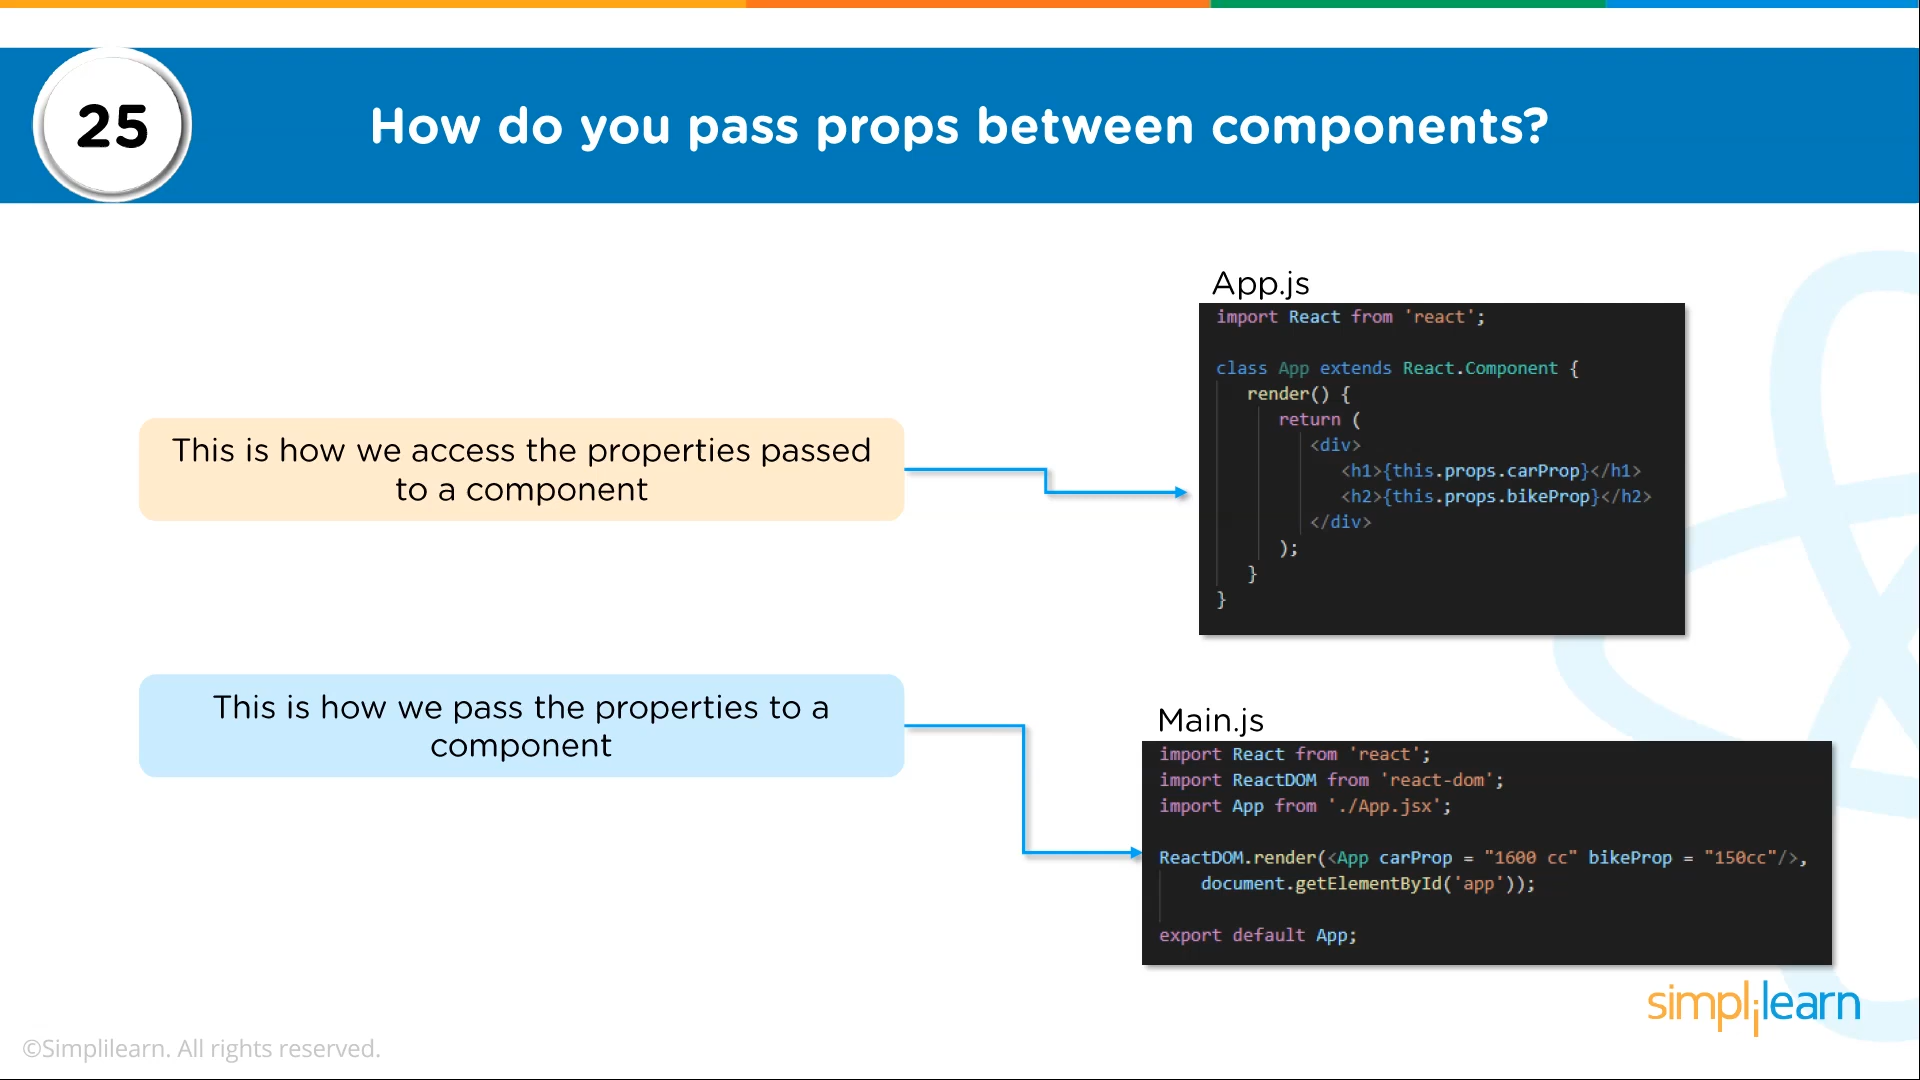 25
How do you pass props between components?
App.js
import React from 'react';
class App extends React.Component {
render() {
return (
<div>
<h1>{this.props.carProp}</h1>
<h2>{this.props.bikeProp}</h2>
</div>
);
}
}
This is how we access the properties passed
to a component
This is how we pass the properties to a
component
Main.js
import React from 'react';
import ReactDOM from 'react-dom';
import App from './App.jsx';
ReactDOM.render(<App carProp = "1600 cc" bikeProp = "150cc"/>,
document.getElementById('app'));
export default App;
simplilearn
©Simplilearn. All rights reserved.